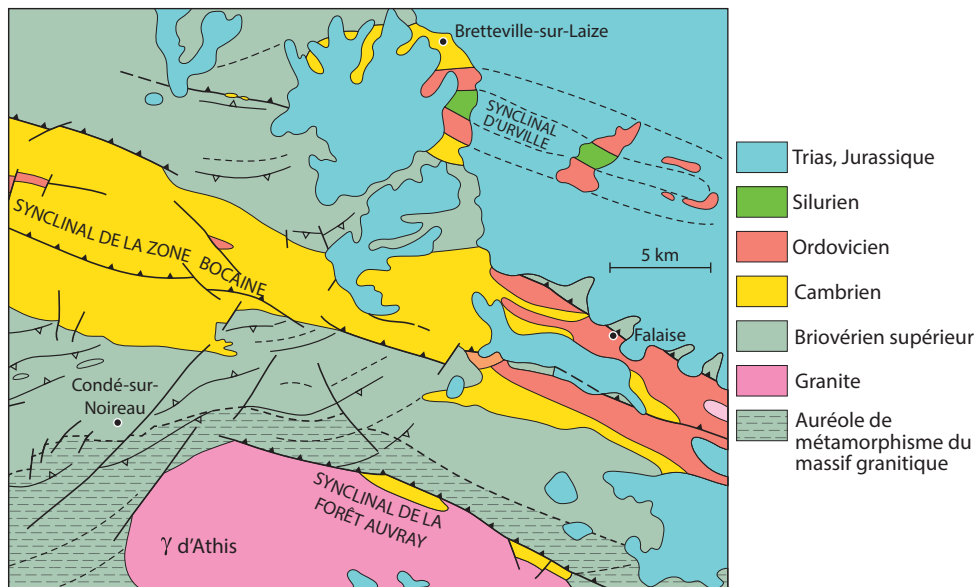 Bretteville-sur-Laize
SYNCLINAL
D'URVILLE
5 km
SYNCLINAL DE LA ZONE BOCAINE
Falaise
Condé-sur-
Noireau
SYNCLINAL DE LA
FORÊT AUVRAY
γ d'Athis
Trias, Jurassique
Silurien
Ordovicien
Cambrien
Briovérien supérieur
Granite
Auréole de
métamorphisme du
massif granitique